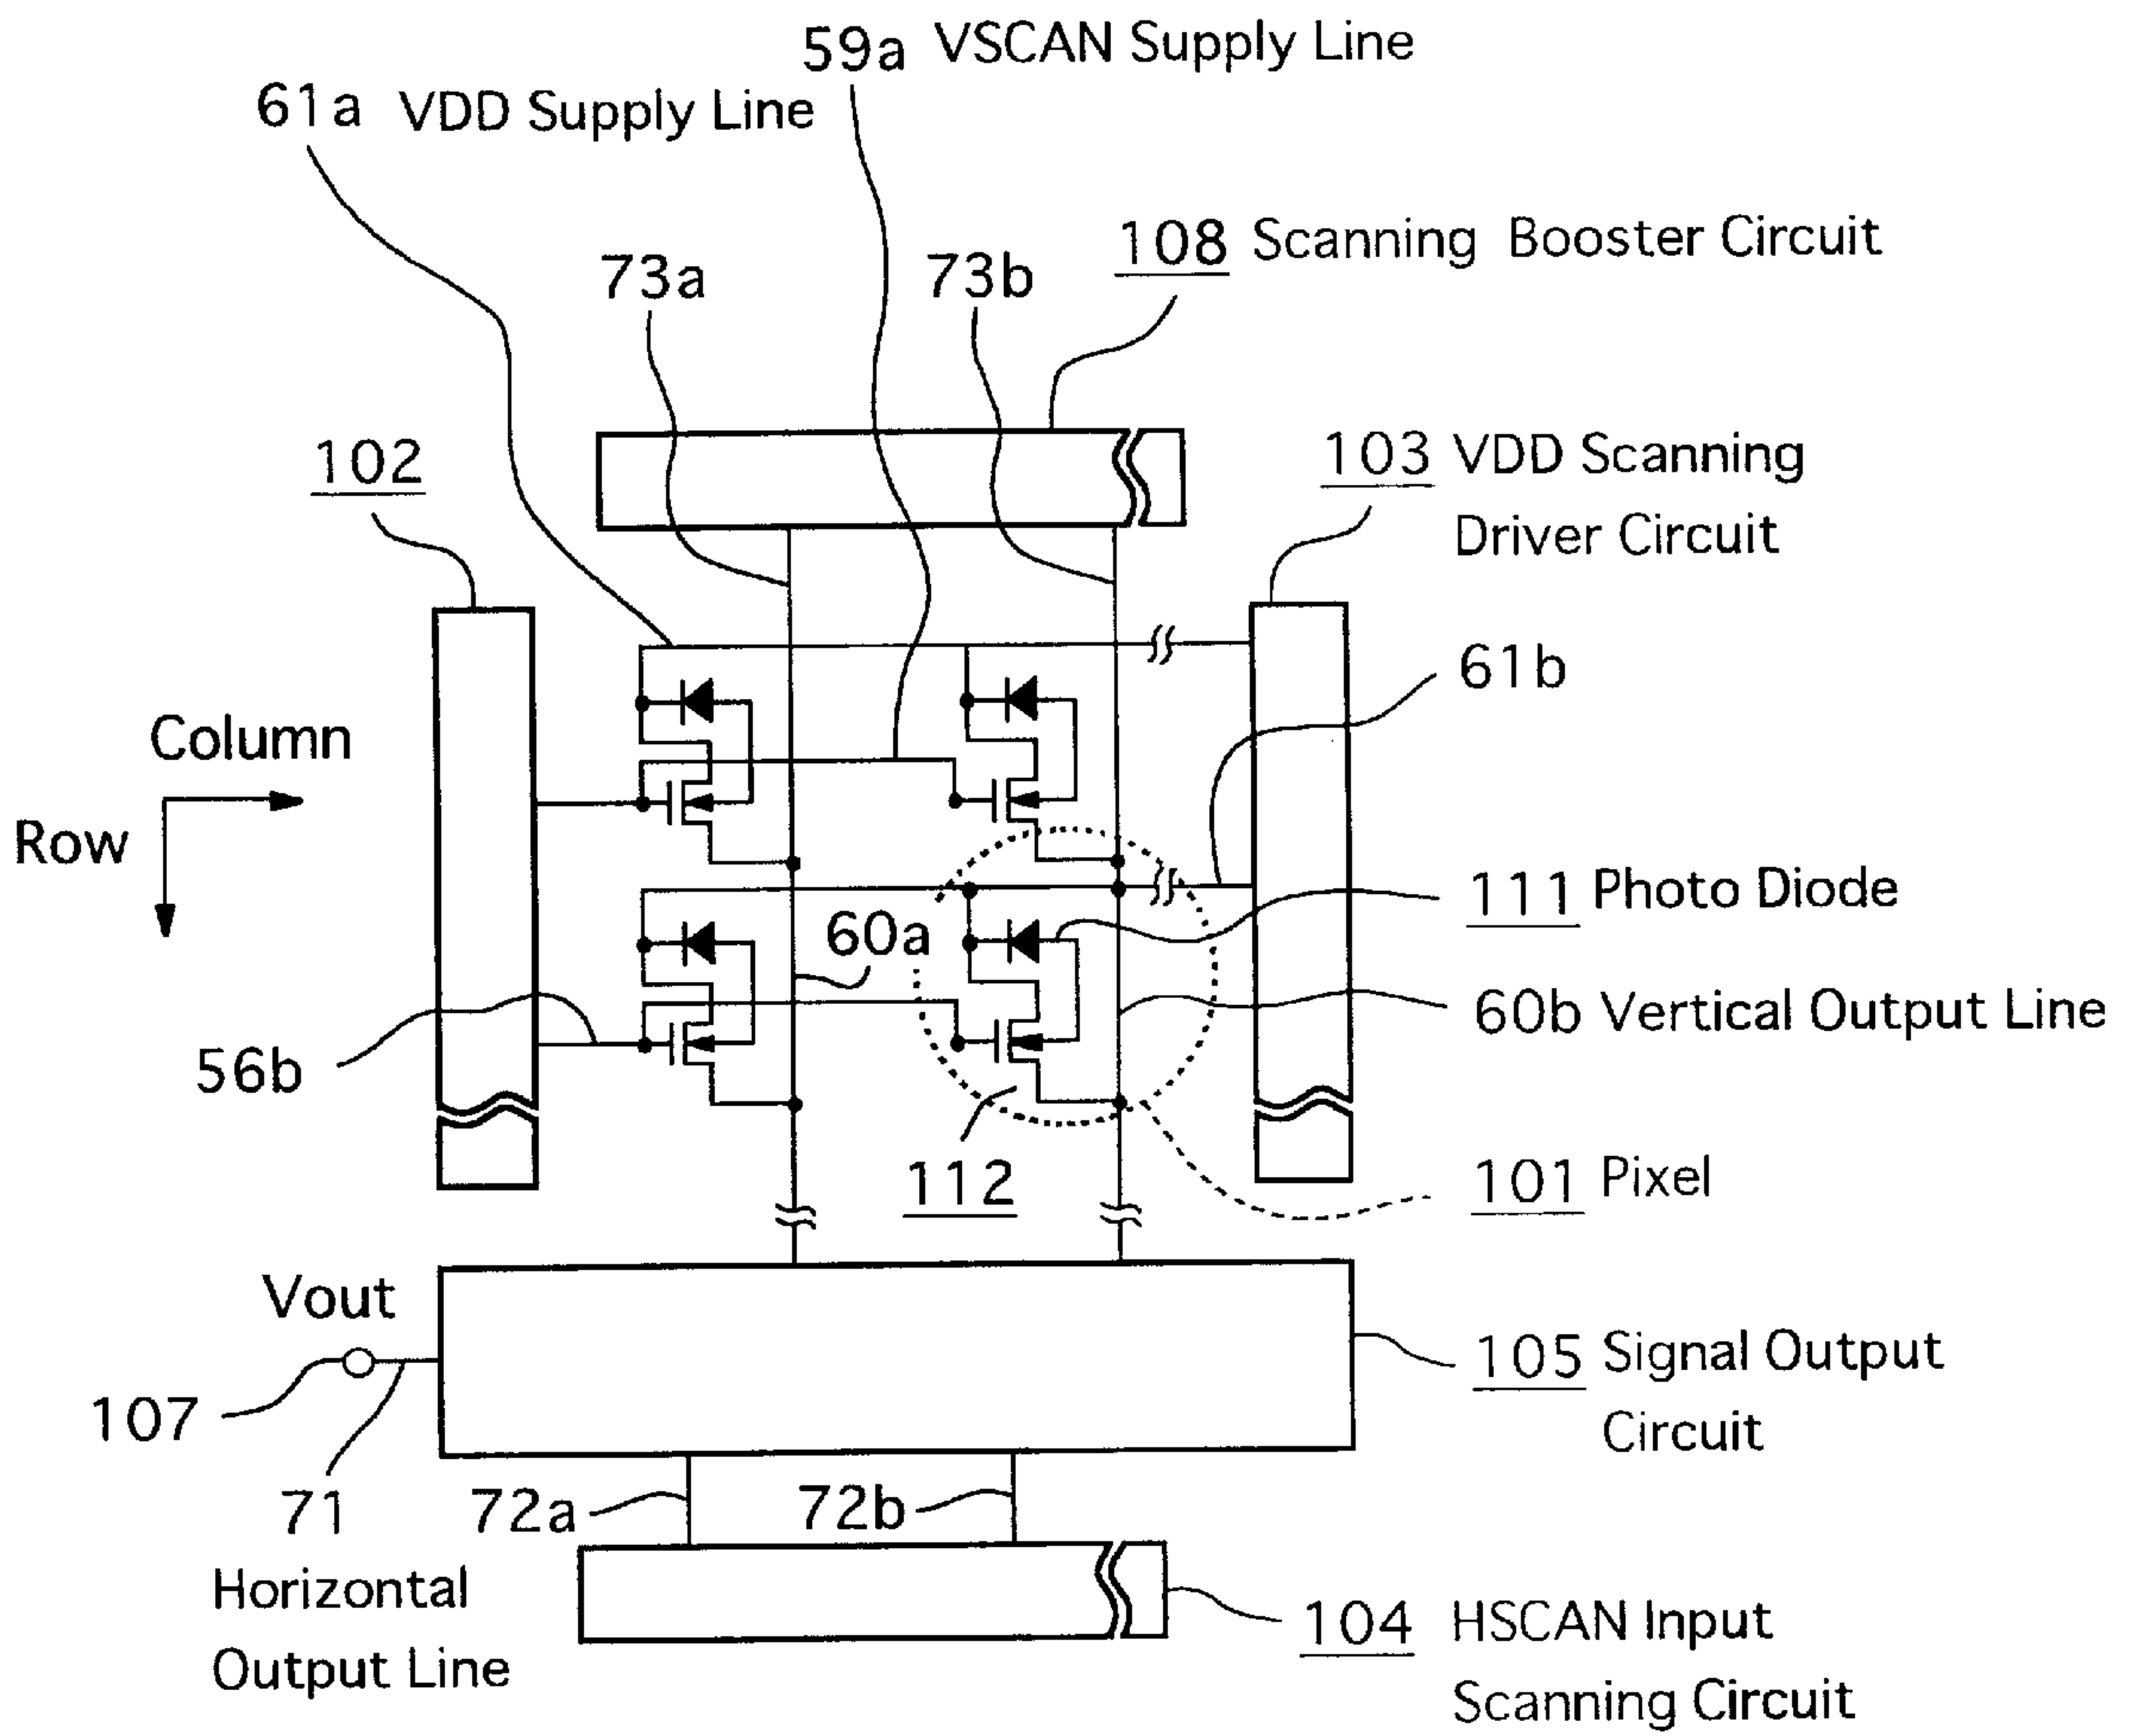 59a VSCAN Supply Line
61a VDD Supply Line
108 Scanning Booster Circuit
73a
73b
102
103 VDD Scanning
Driver Circuit
61b
Column
Row
111 Photo Diode
60a
60b Vertical Output Line
56b
112
101 Pixel
Vout
105 Signal Output
Circuit
107
71
72a
72b
Horizontal
Output Line
104 HSCAN Input
Scanning Circuit